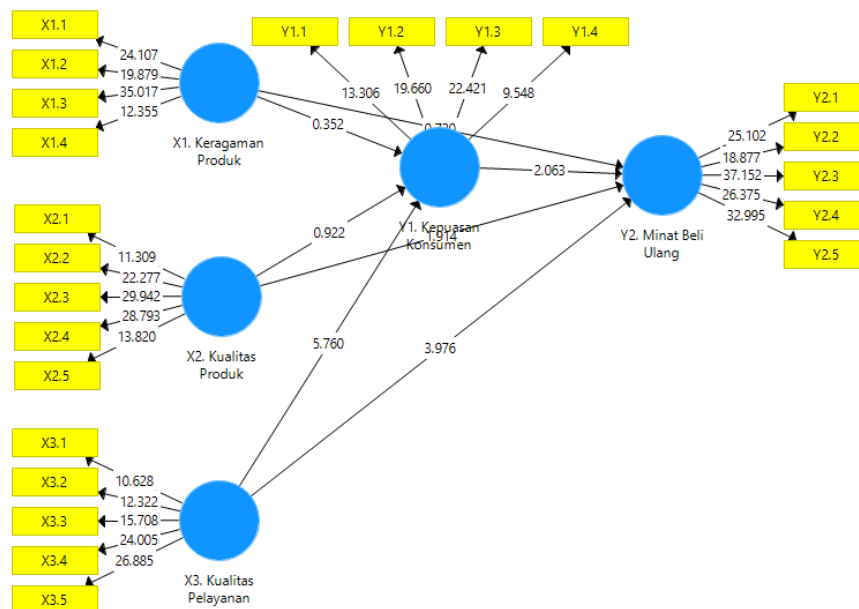 X1.1
X1.2
X1.3
X1.4
24.107
19.879
35.017
12.355
X1. Keragaman
Produk
Y1.1
Y1.2
Y1.3
Y1.4
13.306
19.660
22.421
9.548
0.352
Y1. Kepuasan
Konsumen
0.922
1.914
2.063
5.760
3.976
Y2.1
Y2.2
Y2.3
Y2.4
Y2.5
25.102
18.877
37.152
26.375
32.995
Y2. Minat Beli
Ulang
X2.1
X2.2
X2.3
X2.4
X2.5
11.309
22.277
29.942
28.793
13.820
X2. Kualitas
Produk
X3.1
X3.2
X3.3
X3.4
X3.5
10.628
12.322
15.708
24.005
26.885
X3. Kualitas
Pelayanan